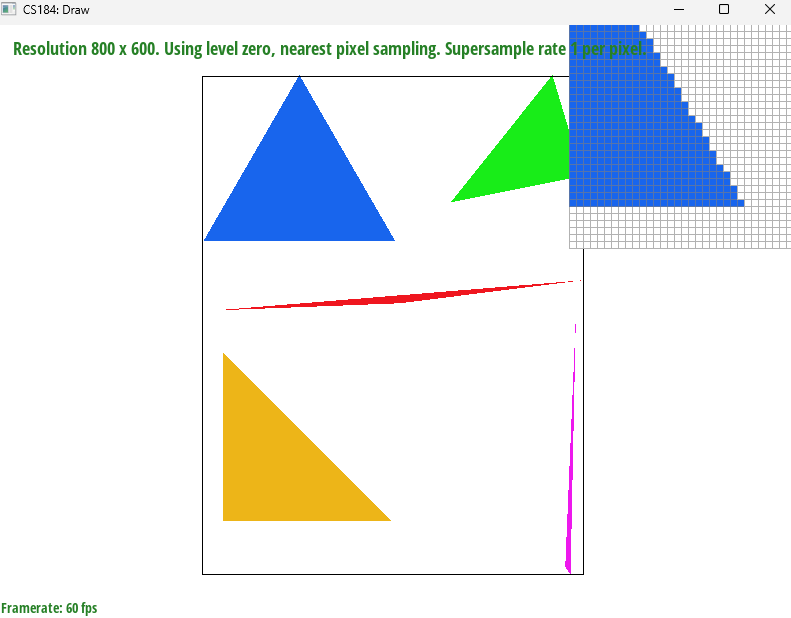 CS184: Draw
Resolution 800 x 600. Using level zero, nearest pixel sampling. Supersample rate 1 per pixel.
Framerate: 60 fps